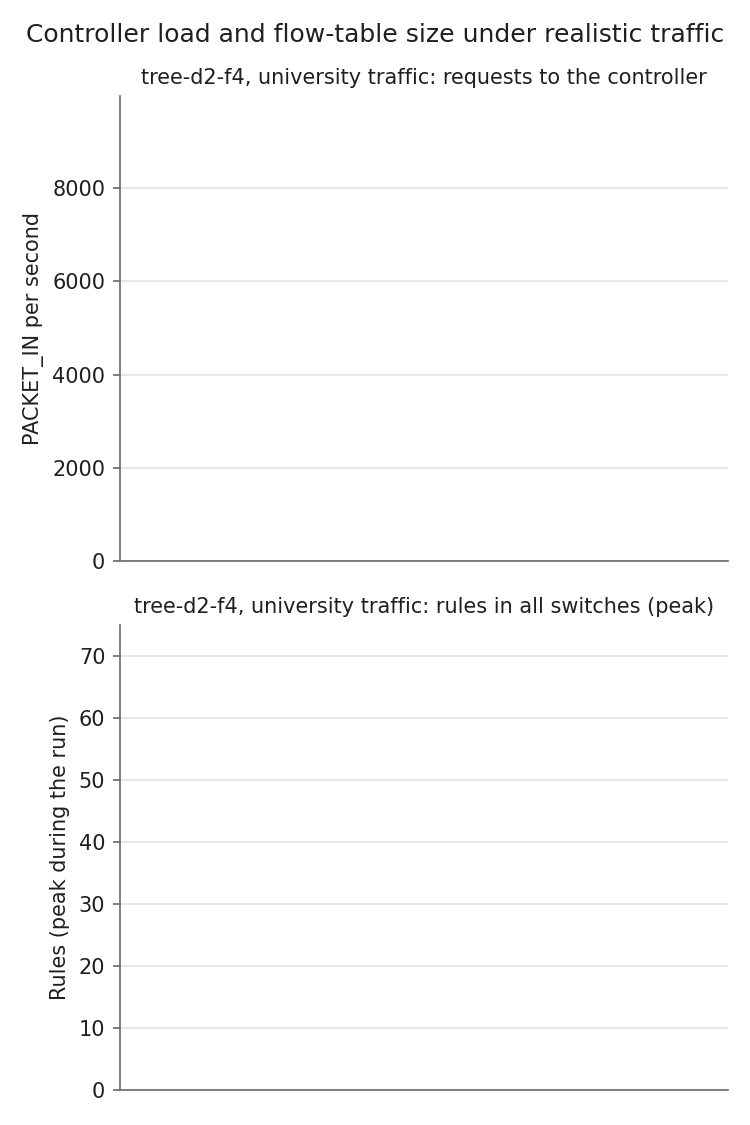 Controller load and flow-table size under realistic traffic
tree-d2-f4, university traffic: requests to the controller
PACKET_IN per second
8000
6000
4000
2000
0
tree-d2-f4, university traffic: rules in all switches (peak)
Rules (peak during the run)
70
60
50
40
30
20
10
0